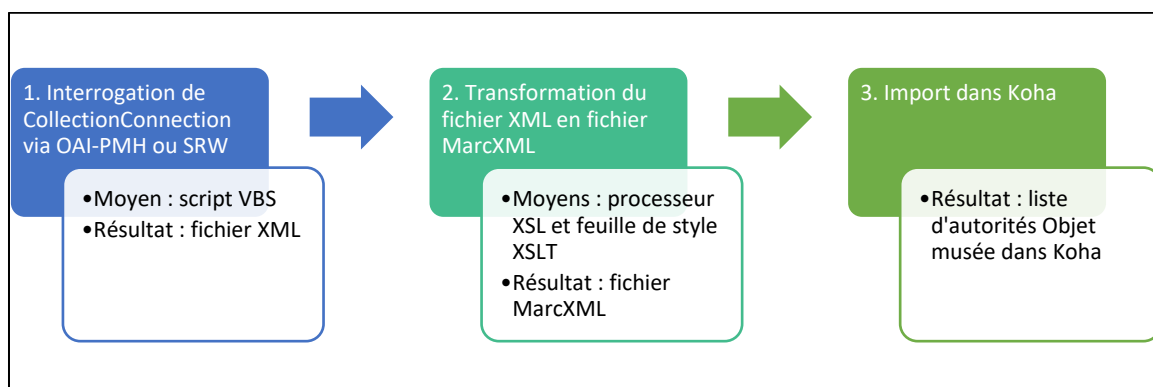 1. Interrogation de
CollectionConnection
via OAI-PMH ou SRW
•Moyen : script VBS
•Résultat : fichier XML
2. Transformation du
fichier XML en fichier
MarcXML
•Moyens : processeur
XSL et feuille de style
XSLT
•Résultat : fichier
MarcXML
3. Import dans Koha
•Résultat : liste
d'autorités Objet
musée dans Koha